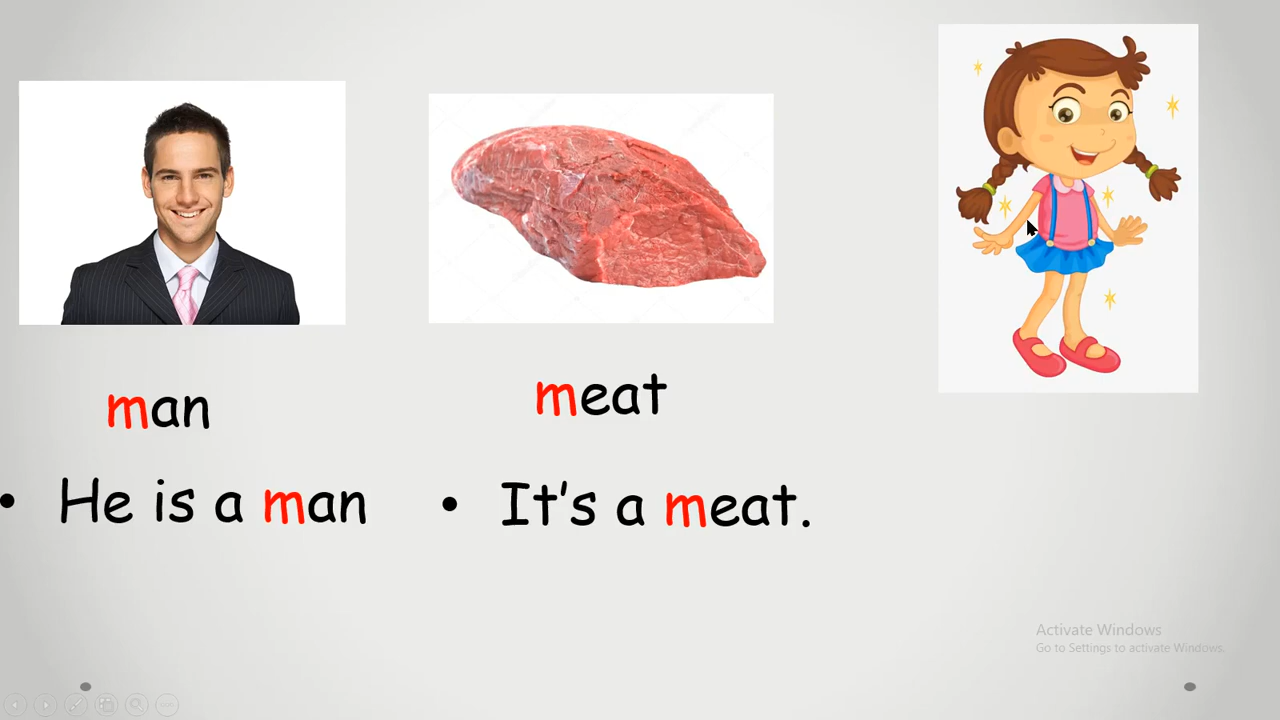 man
meat
• He is a man
• It's a meat.
Activate Windows
Go to Settings to activate Windows.